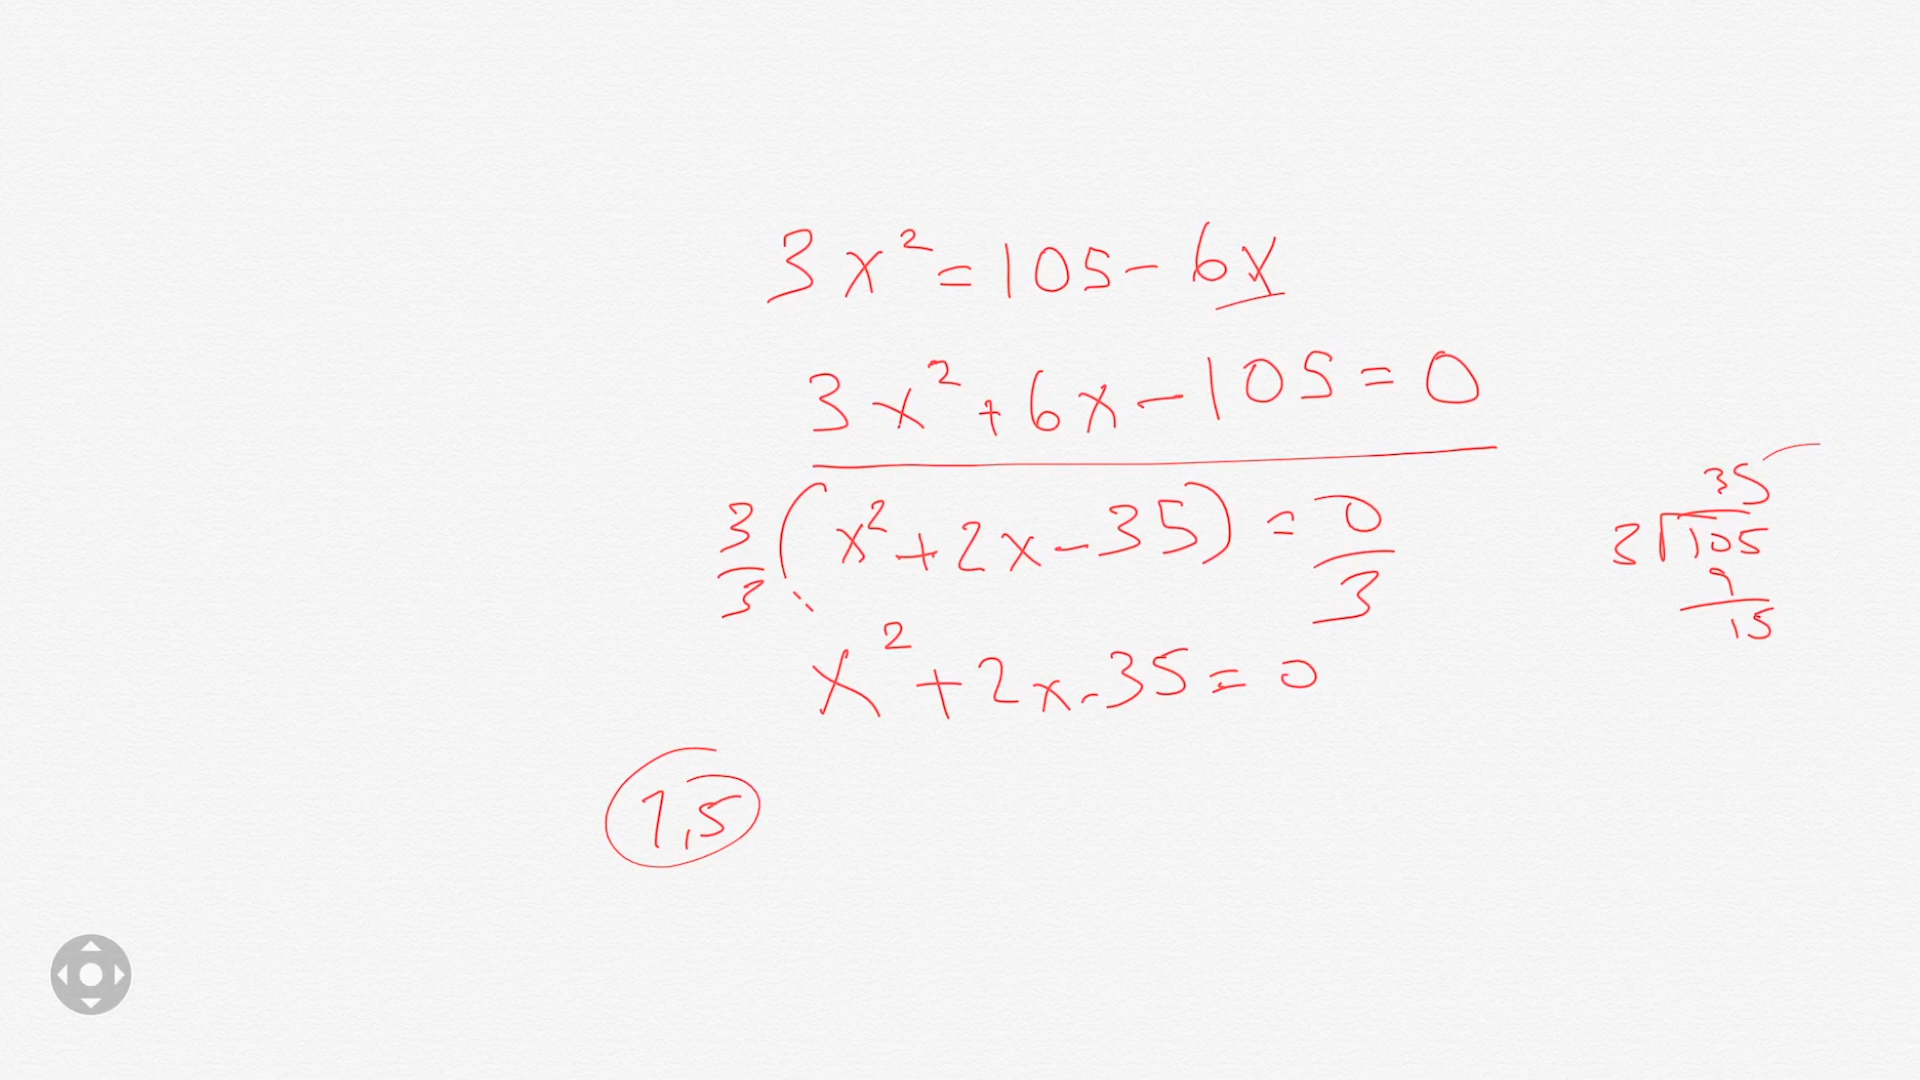 3x² = 105 - 6x
3x² + 6x - 105 = 0
3/3 (x² + 2x - 35) = 0/3
x² + 2x - 35 = 0
7,5
35
3 105
9
15